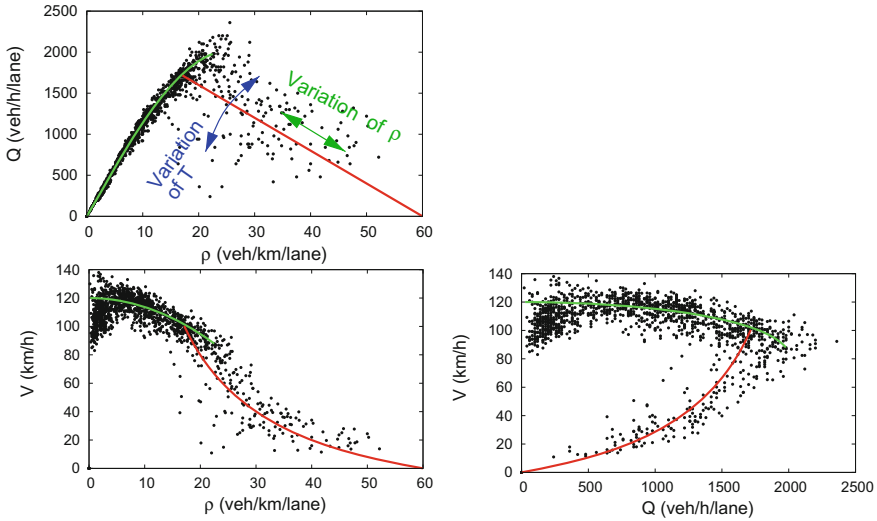 2500
2000
1500
1000
500
0
Q (veh/h/lane)
Variation
of T
Variation of ρ
0 10 20 30 40 50 60
ρ (veh/km/lane)
140
120
100
80
60
40
20
0
V (km/h)
0 10 20 30 40 50 60
ρ (veh/km/lane)
140
120
100
80
60
40
20
0
V (km/h)
0 500 1000 1500 2000 2500
Q (veh/h/lane)